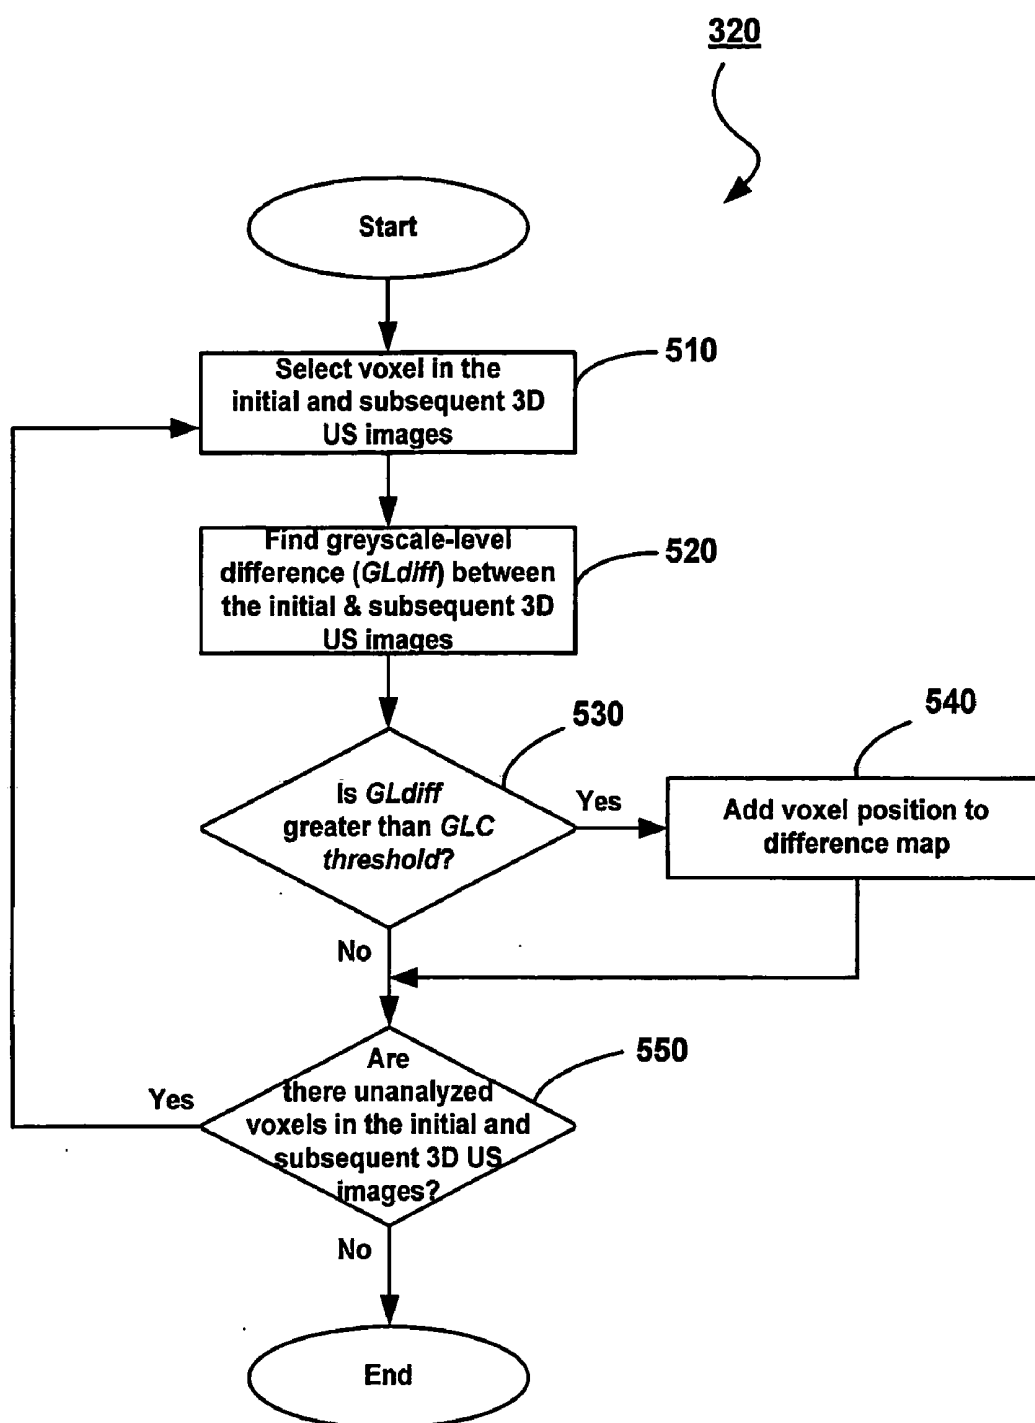 320
Start
Select voxel in the
initial and subsequent 3D
US images
510
Find greyscale-level
difference (GLdiff) between
the initial & subsequent 3D
US images
520
530
Is GLdiff
greater than GLC
threshold?
Yes
540
Add voxel position to
difference map
No
550
Are
there unanalyzed
voxels in the initial and
subsequent 3D US
images?
Yes
No
End